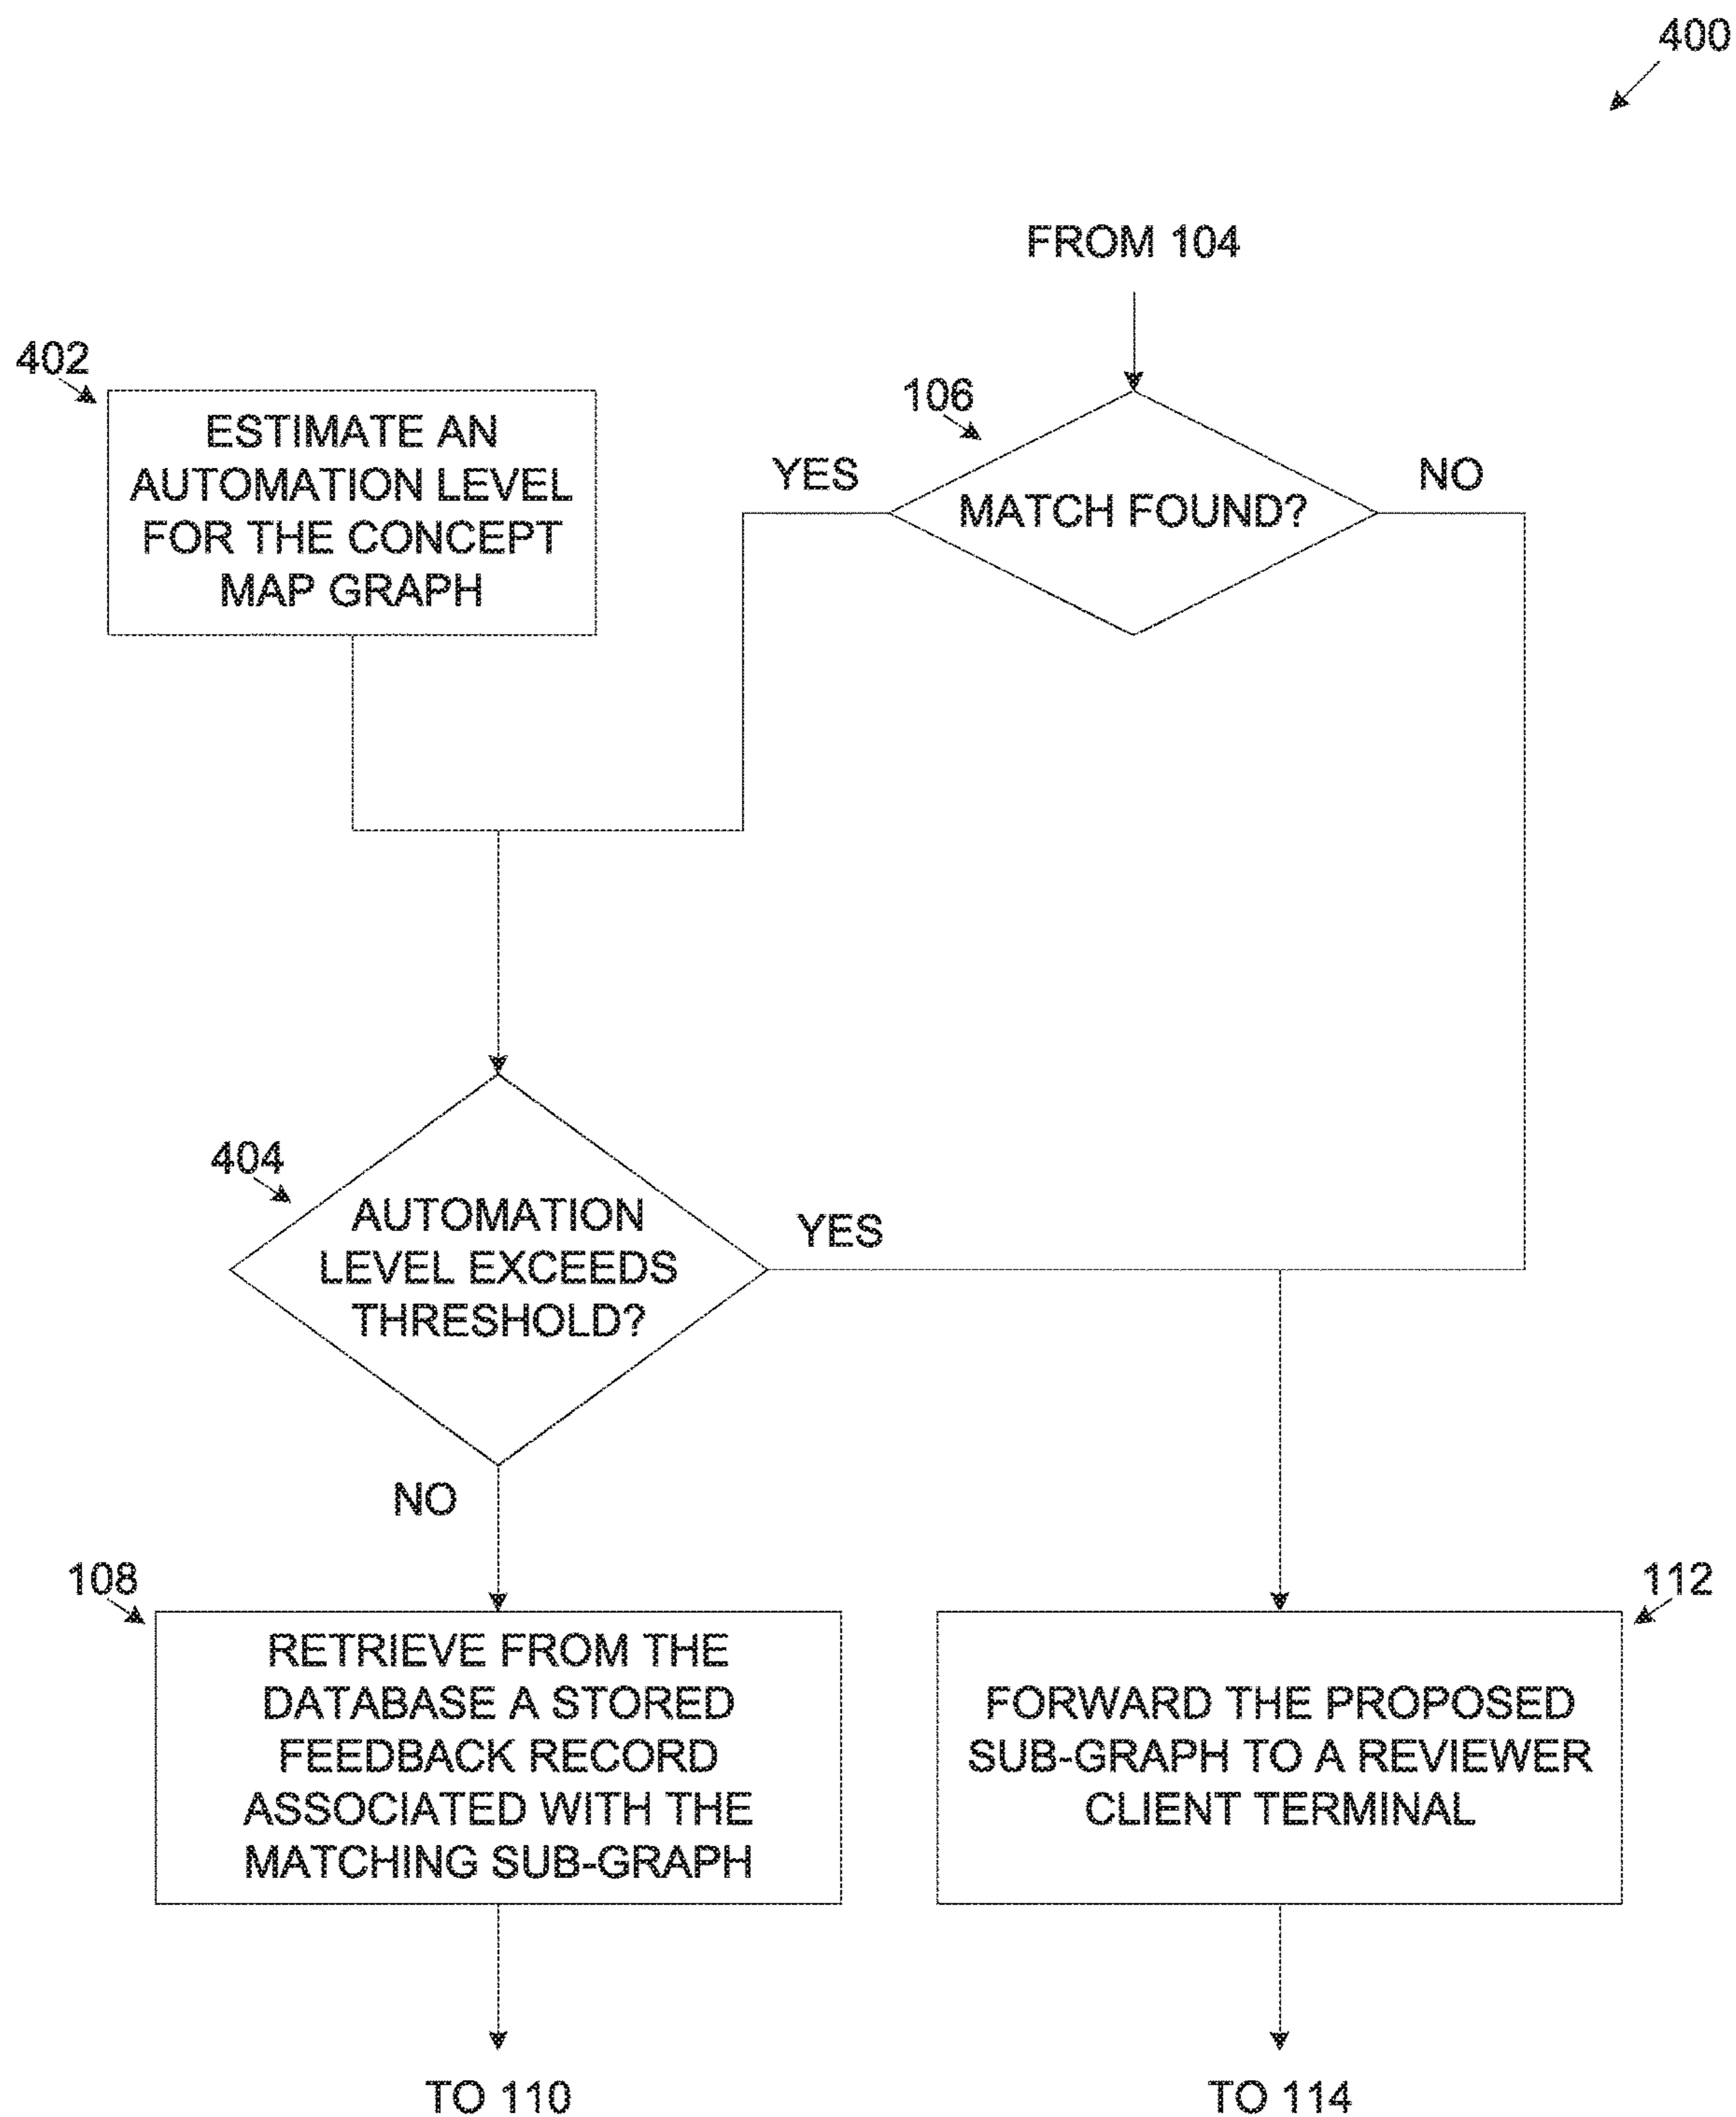 400
FROM 104
402
ESTIMATE AN
AUTOMATION LEVEL
FOR THE CONCEPT
MAP GRAPH
106
YES
MATCH FOUND?
NO
404
AUTOMATION
LEVEL EXCEEDS
THRESHOLD?
YES
NO
108
RETRIEVE FROM THE
DATABASE A STORED
FEEDBACK RECORD
ASSOCIATED WITH THE
MATCHING SUB-GRAPH
112
FORWARD THE PROPOSED
SUB-GRAPH TO A REVIEWER
CLIENT TERMINAL
TO 110
TO 114